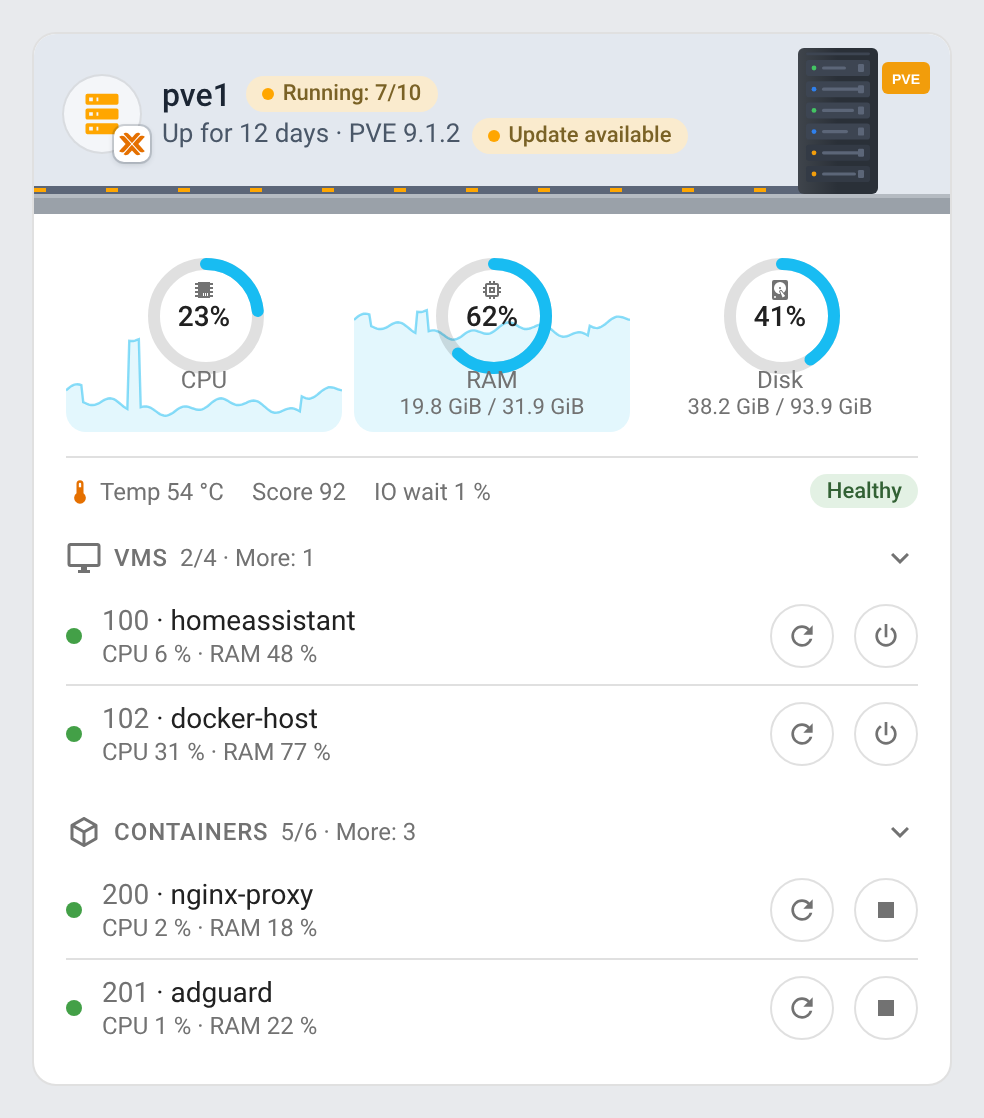 pve1 Running: 7/10
Up for 12 days · PVE 9.1.2 Update available
PVE
23%
CPU
62%
RAM
19.8 GiB / 31.9 GiB
41%
Disk
38.2 GiB / 93.9 GiB
Temp 54 °C Score 92 IO wait 1 % Healthy
VMS 2/4 · More: 1
100 · homeassistant
CPU 6 % · RAM 48 %
102 · docker-host
CPU 31 % · RAM 77 %
CONTAINERS 5/6 · More: 3
200 · nginx-proxy
CPU 2 % · RAM 18 %
201 · adguard
CPU 1 % · RAM 22 %